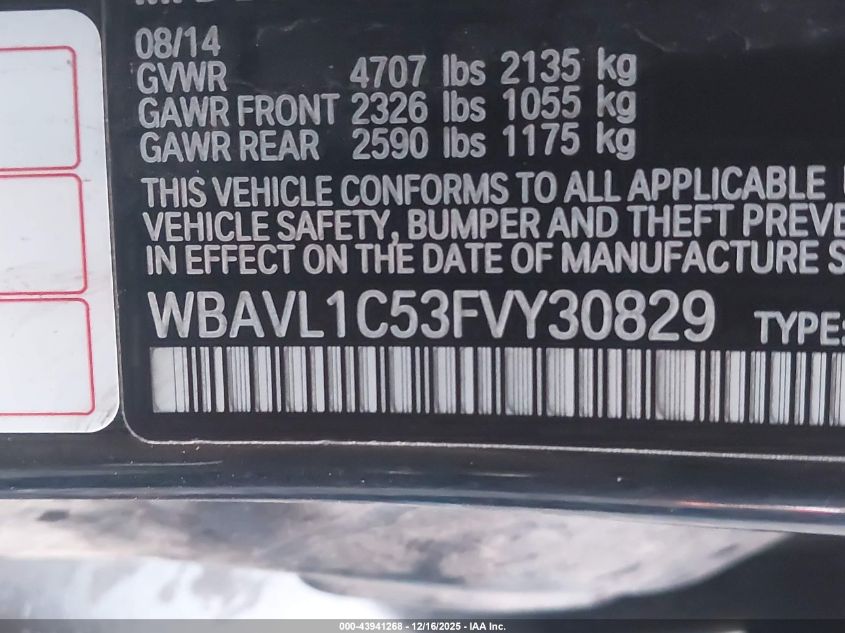 08/14
GVWR 4707 lbs 2135 kg
GAWR FRONT 2326 lbs 1055 kg
GAWR REAR 2590 lbs 1175 kg
THIS VEHICLE CONFORMS TO ALL APPLICABLE
VEHICLE SAFETY, BUMPER AND THEFT PREVE
IN EFFECT ON THE DATE OF MANUFACTURE S
WBAVL1C53FVY30829 TYPE:
000-43941268 - 12/16/2025 - IAA Inc.